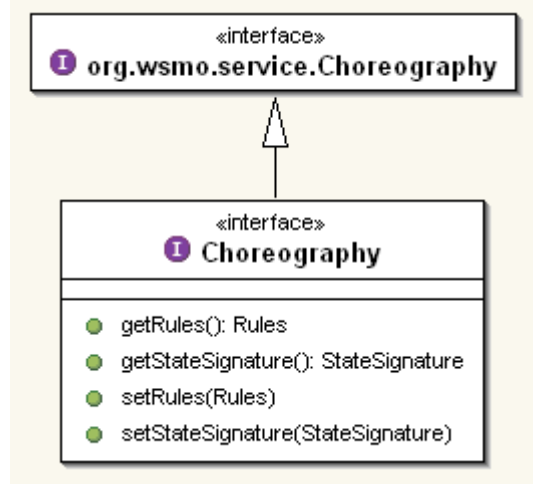 «interface»
I org.wsmo.service.Choreography
«interface»
I Choreography
getRules(): Rules
getStateSignature(): StateSignature
setRules(Rules)
setStateSignature(StateSignature)